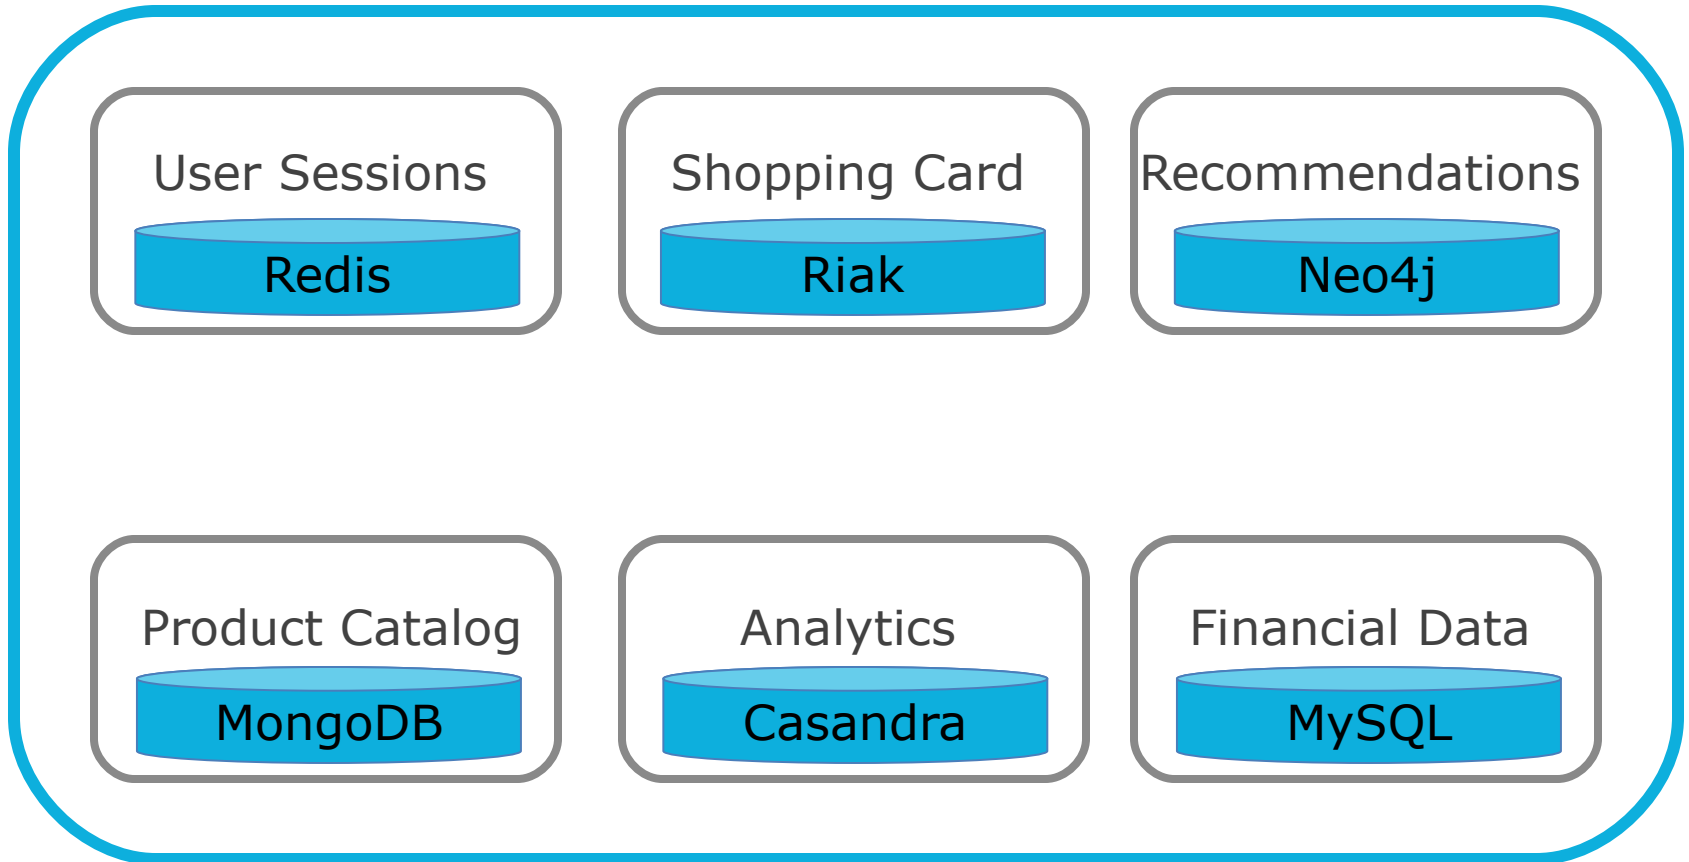 User Sessions
Redis
Shopping Card
Riak
Recommendations
Neo4j
Product Catalog
MongoDB
Analytics
Casandra
Financial Data
MySQL